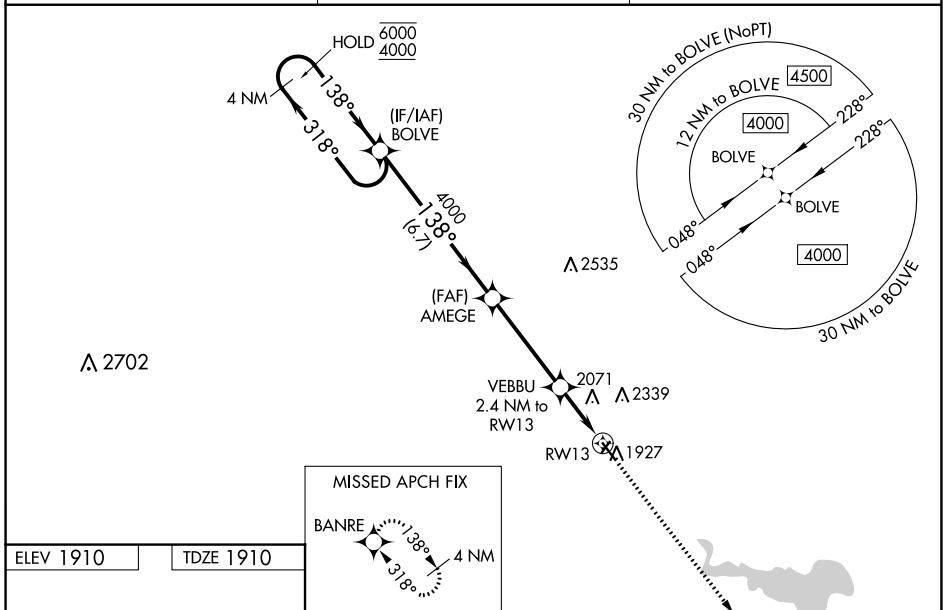 HOLD 6000
4000
4 NM
138°
318°
(IF/IAF)
BOLVE
4000
138°
(6.7)
30 NM to BOLVE (NoPT)
4500
12 NM to BOLVE
4000
228°
228°
BOLVE
BOLVE
048°
048°
4000
30 NM to BOLVE
2535
(FAF)
AMEGE
2702
VEBBU
2.4 NM to
RW13
2071
2339
RW13
1927
MISSED APCH FIX
BANRE
138°
4 NM
318°
ELEV 1910
TDZE 1910